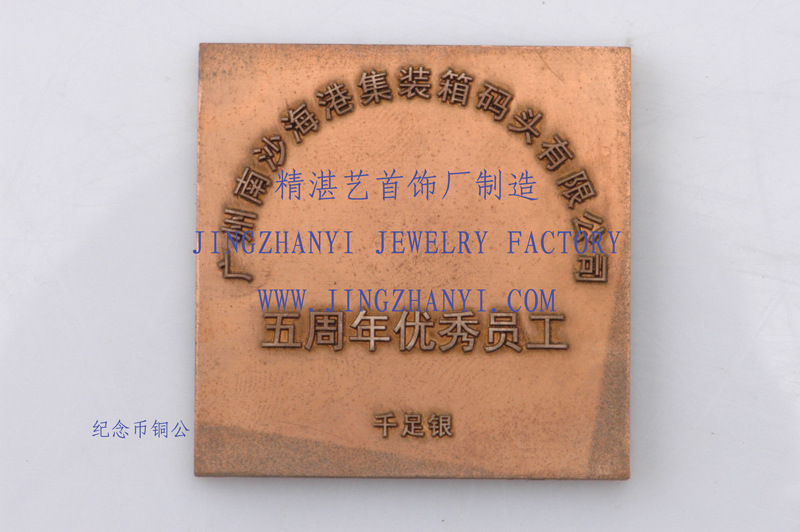 广州南沙海港集装箱码头有限公司
精湛艺首饰厂制造
JINGZHANYI JEWELRY FACTORY
WWW.JINGZHANYI.COM
五周年优秀员工
千足银
纪念币铜公